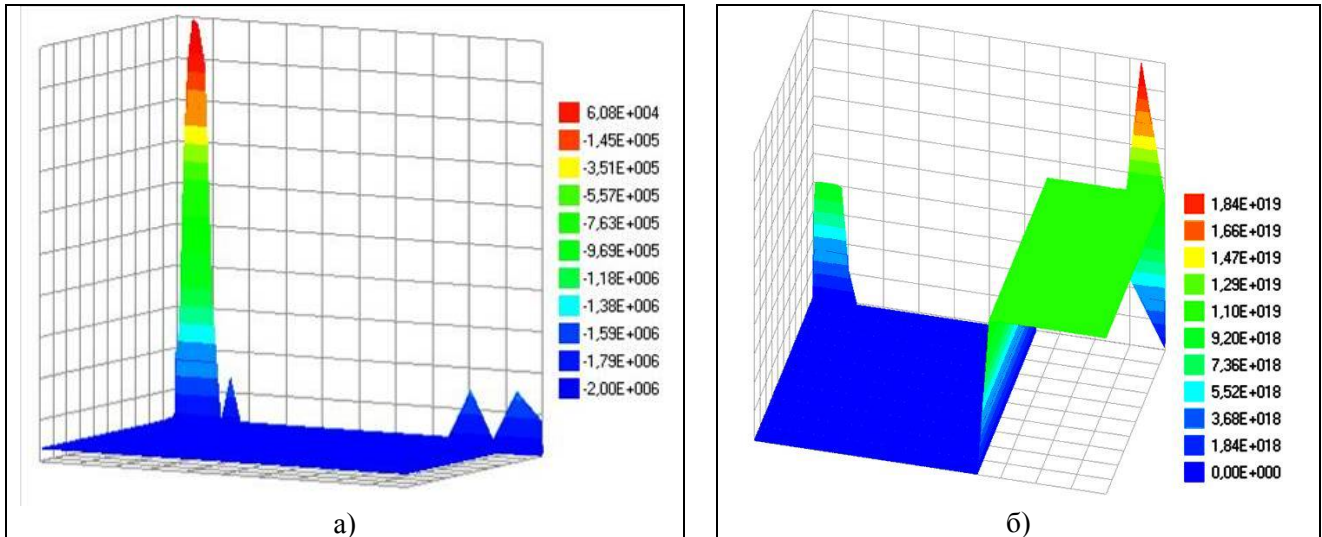 6,08E+004
-1,45E+005
-3,51E+005
-5,57E+005
-7,63E+005
-9,69E+005
-1,18E+006
-1,38E+006
-1,59E+006
-1,79E+006
-2,00E+006
а)
1,84E+019
1,66E+019
1,47E+019
1,29E+019
1,10E+019
9,20E+018
7,36E+018
5,52E+018
3,68E+018
1,84E+018
0,00E+000
б)